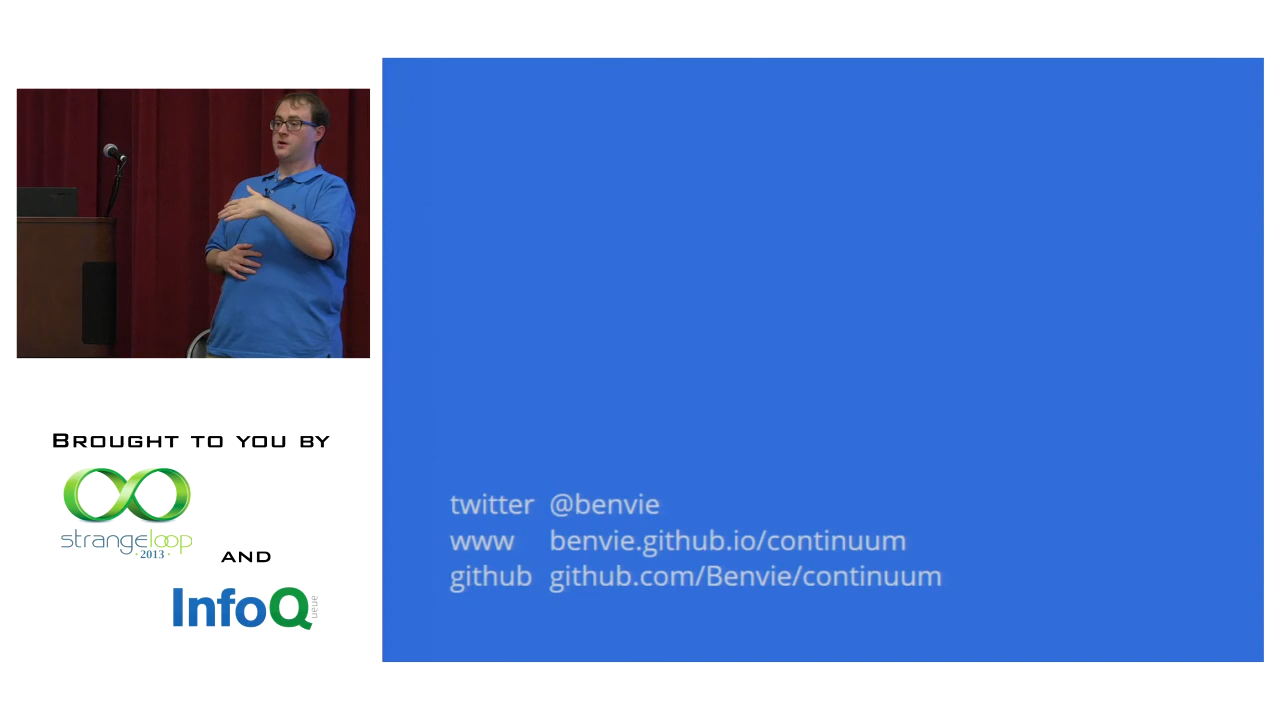 Brought to you by
strangeloop
· 2013 ·
and
InfoQ
queue
twitter @benvie
www benvie.github.io/continuum
github github.com/Benvie/continuum